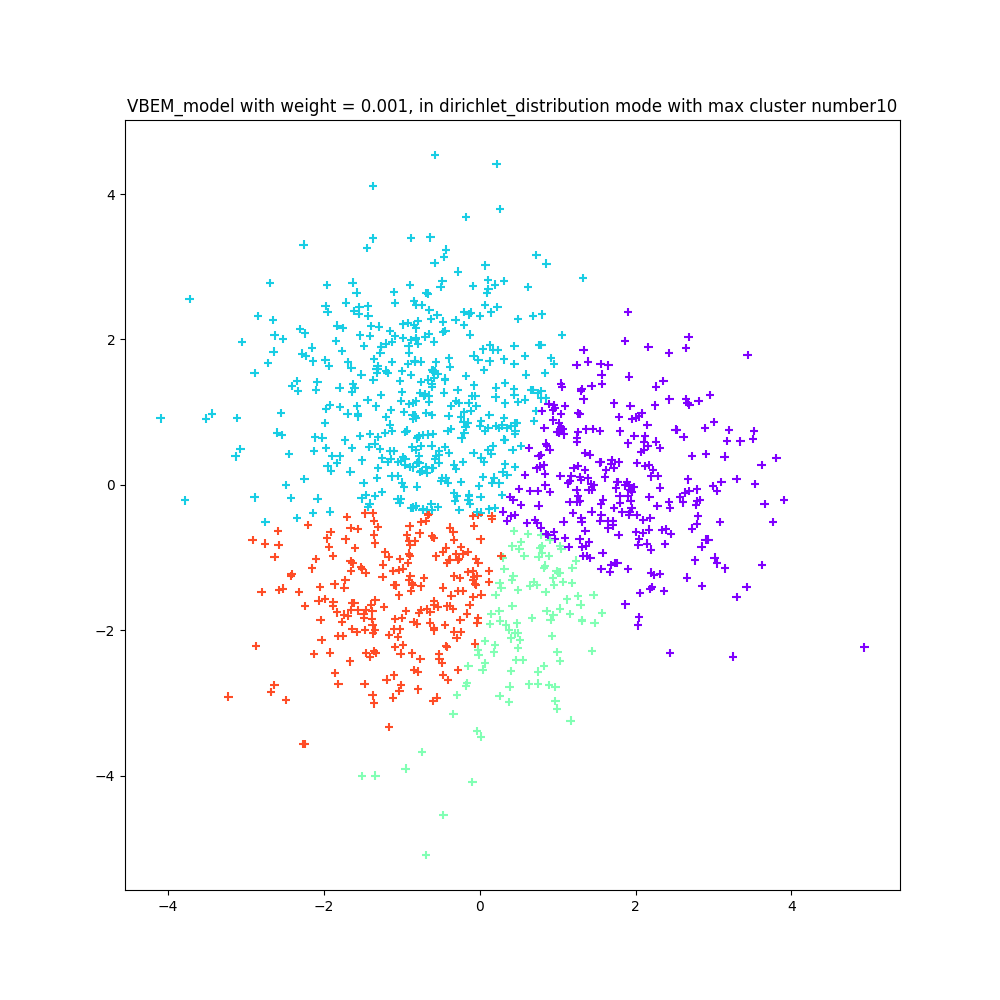 VBEM_model with weight = 0.001, in dirichlet_distribution mode with max cluster number10
4
2
0
−2
−4
−4 −2 0 2 4